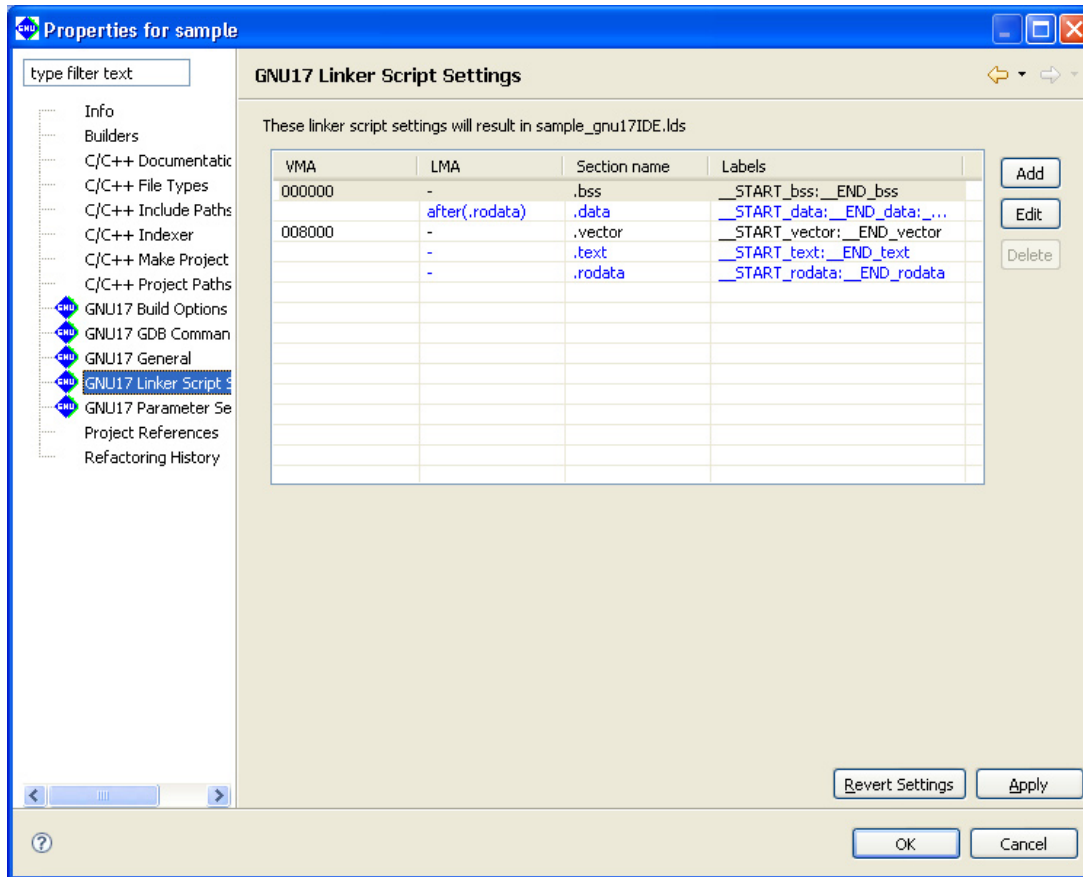 Properties for sample
type filter text
Info
Builders
C/C++ Documentatic
C/C++ File Types
C/C++ Include Paths
C/C++ Indexer
C/C++ Make Project
C/C++ Project Paths
GNU17 Build Options
GNU17 GDB Comman
GNU17 General
GNU17 Linker Script S
GNU17 Parameter Se
Project References
Refactoring History
GNU17 Linker Script Settings
These linker script settings will result in sample_gnu17IDE.lds
VMA LMA Section name Labels
000000 - .bss __START_bss:__END_bss
after(.rodata) .data __START_data:__END_data:_...
008000 - .vector __START_vector:__END_vector
- .text __START_text:__END_text
- .rodata __START_rodata:__END_rodata
Add
Edit
Delete
Revert Settings Apply
OK Cancel